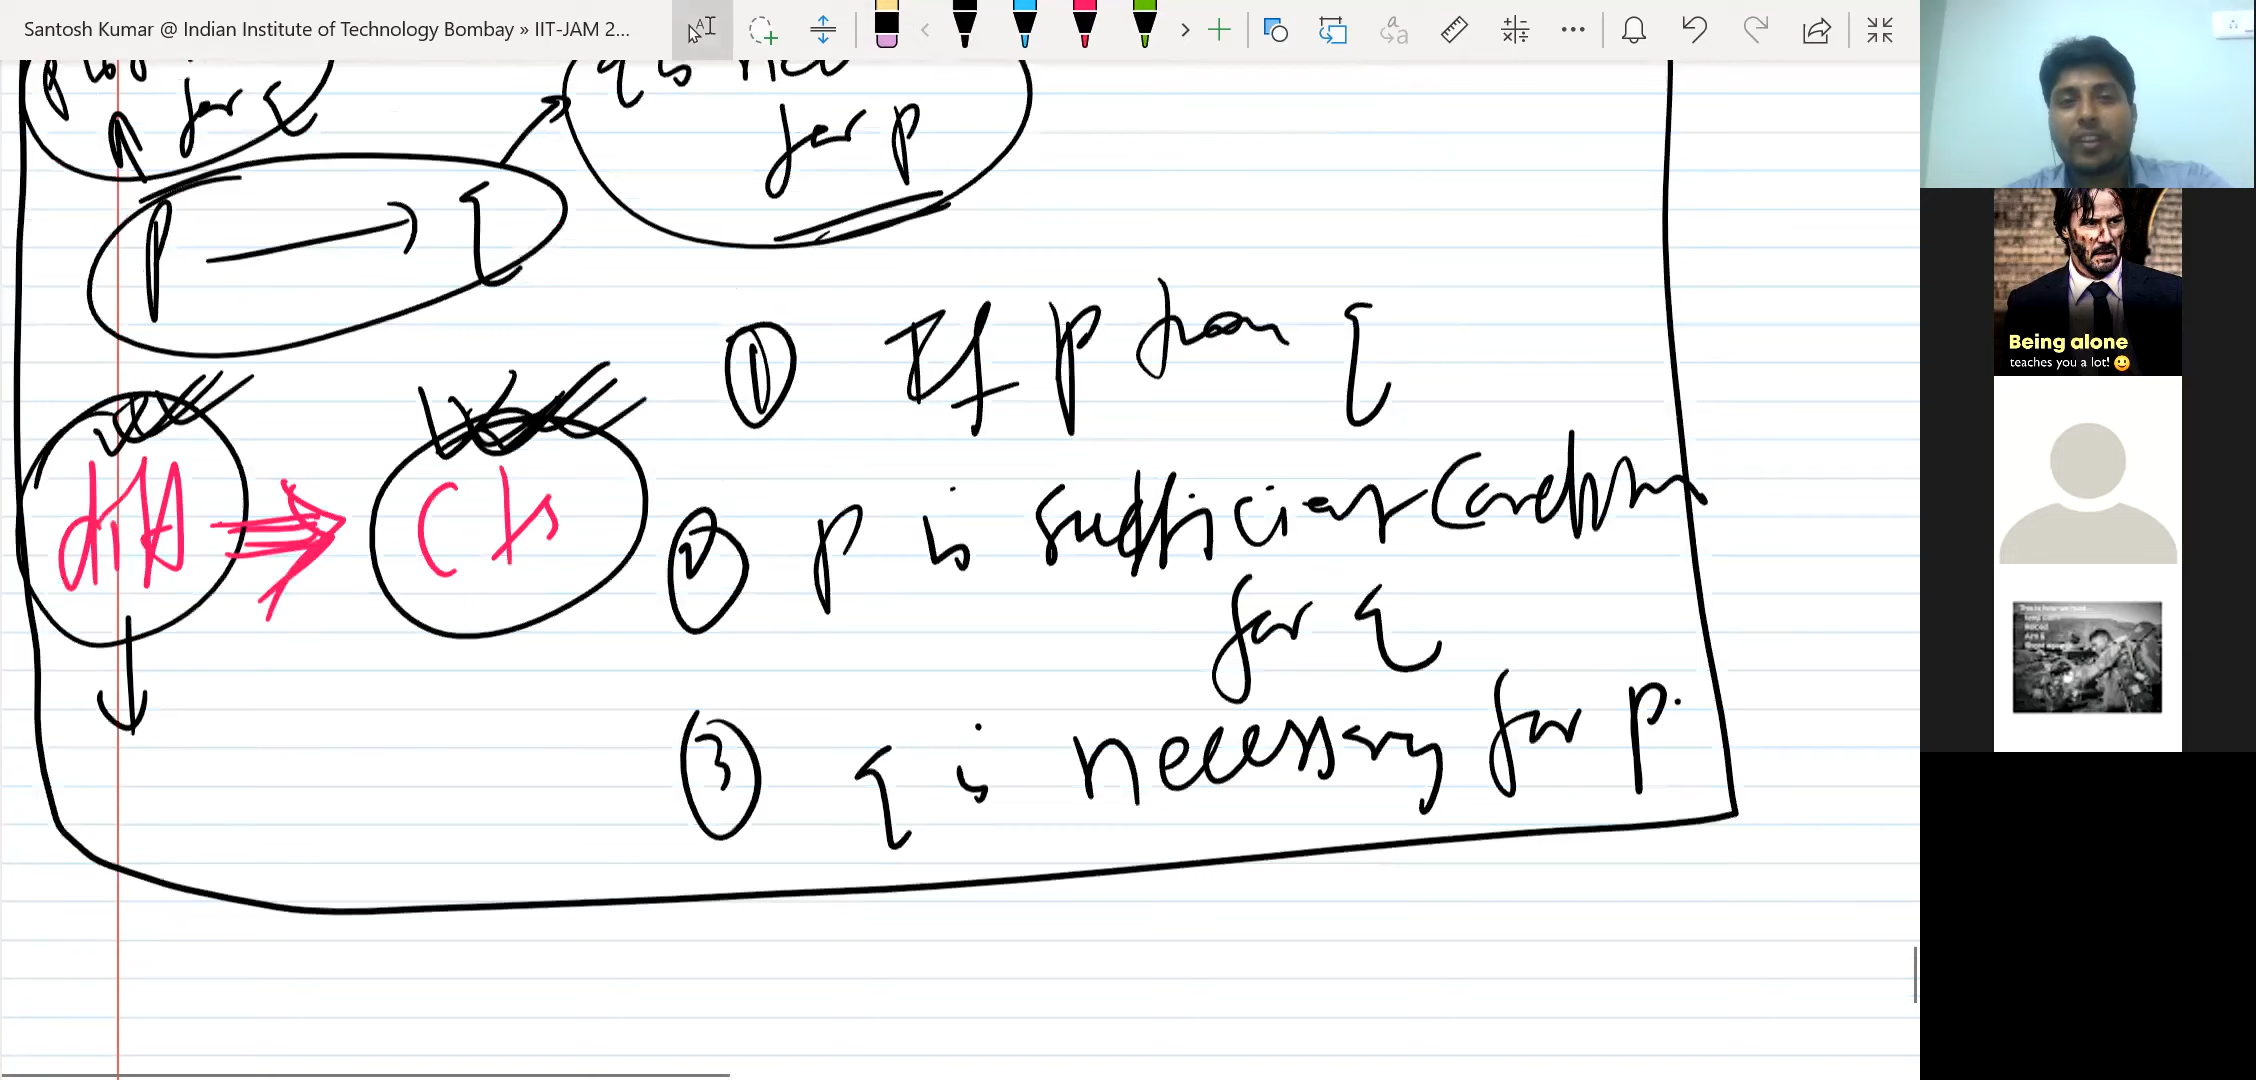 Santosh Kumar @ Indian Institute of Technology Bombay » IIT-JAM 2...
for q
q is
for p
p → q
① If p then q
diff ⇒ Cts
② p is sufficient Condition
for q
③ q is necessary for p.
Being alone
teaches you a lot! 😀